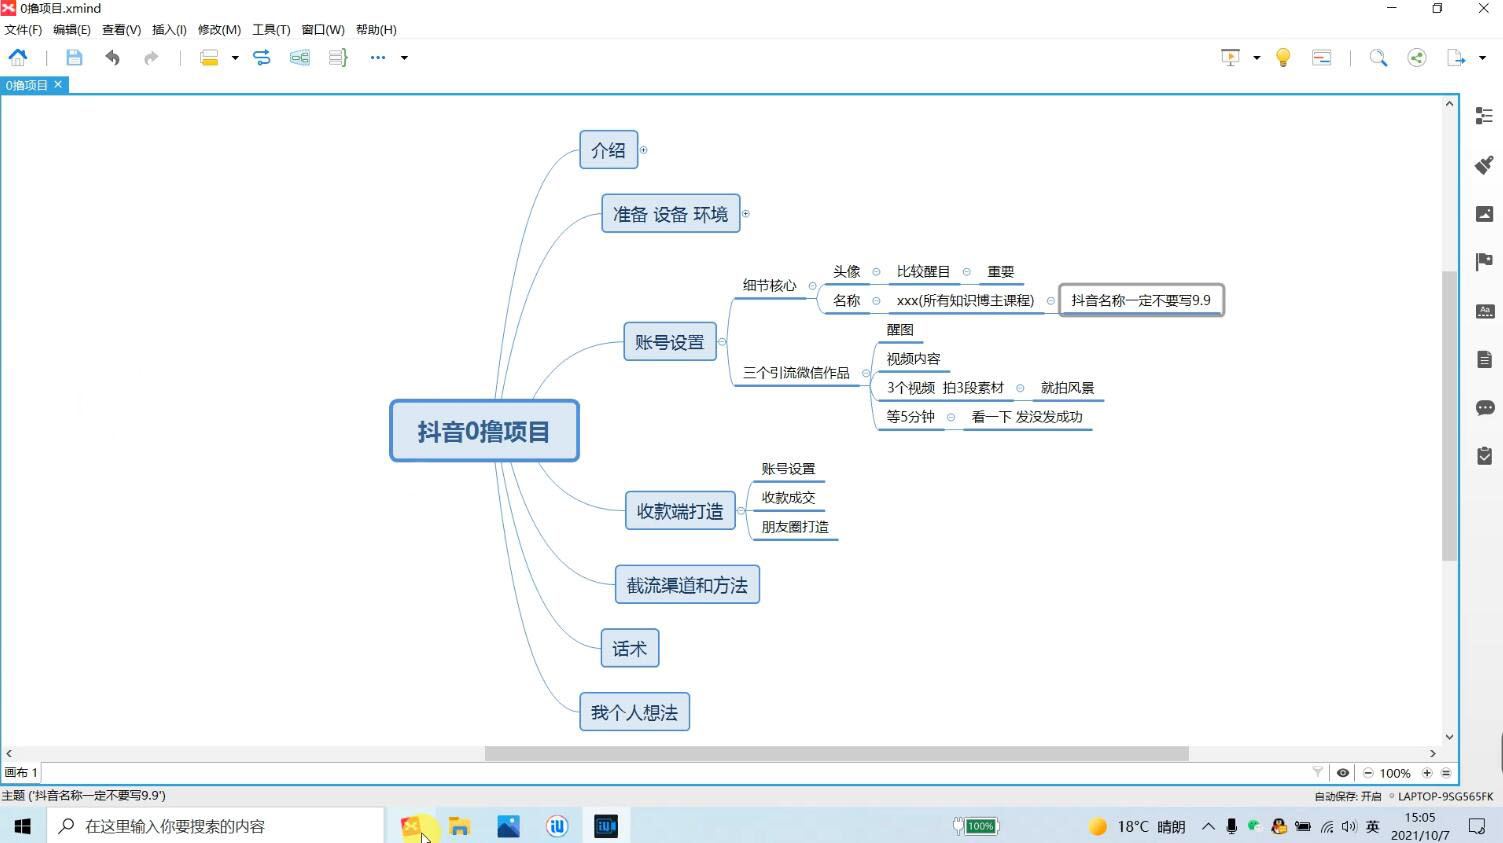 0撸项目.xmind
文件(F) 编辑(E) 查看(V) 插入(I) 修改(M) 工具(T) 窗口(W) 帮助(H)
0撸项目
介绍
准备 设备 环境
细节核心
头像
比较醒目
重要
名称
xxx(所有知识博主课程)
抖音名称一定不要写9.9
账号设置
三个引流微信作品
醒图
视频内容
3个视频 拍3段素材
就拍风景
等5分钟
看一下 发没发成功
抖音0撸项目
收款端打造
账号设置
收款成交
朋友圈打造
截流渠道和方法
话术
我个人想法
Aa
画布 1
100%
主题 ('抖音名称一定不要写9.9')
自动保存: 开启
LAPTOP-9SG565FK
在这里输入你要搜索的内容
iU
iU
100%
18°C 晴朗
英
15:05
2021/10/7